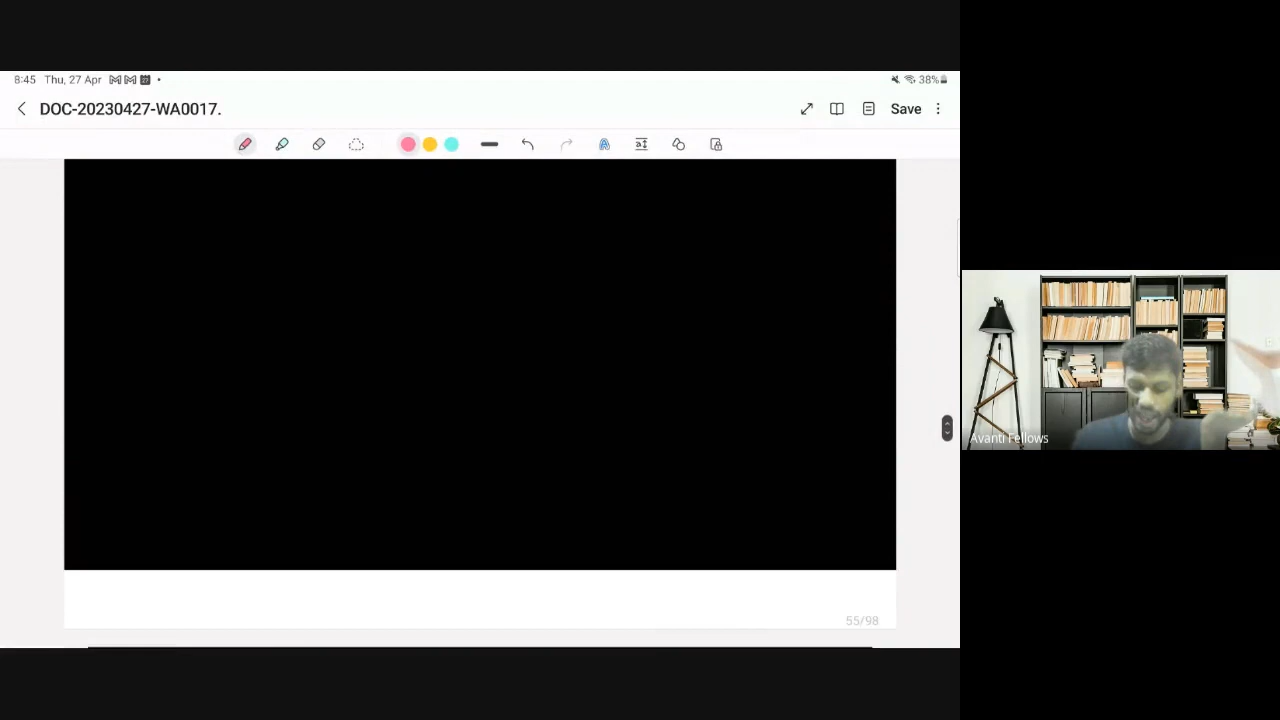 8:45 Thu, 27 Apr
38%
DOC-20230427-WA0017.
Save
55/98
Avanti Fellows